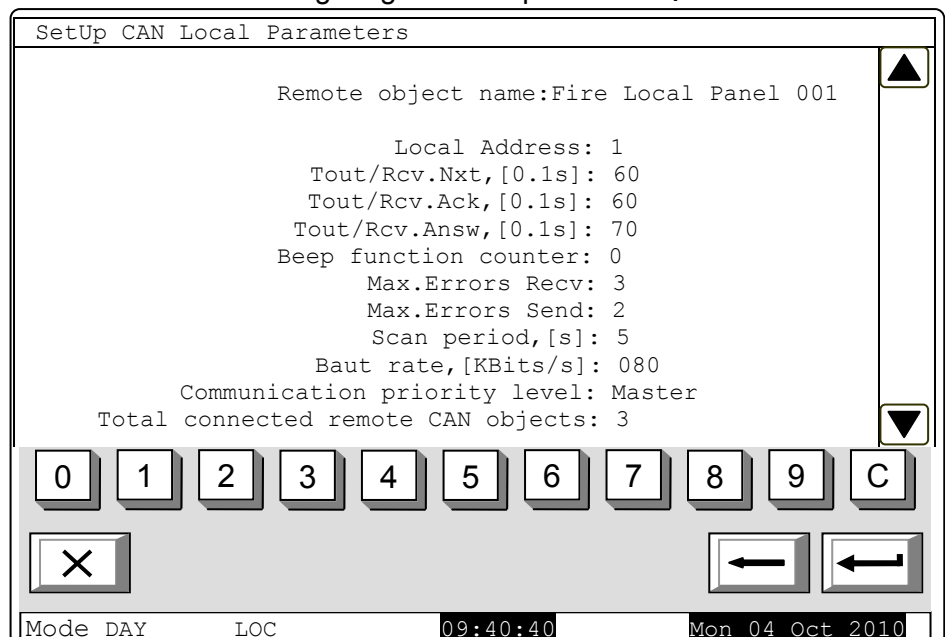 SetUp CAN Local Parameters
Remote object name:Fire Local Panel 001
Local Address: 1
Tout/Rcv.Nxt,[0.1s]: 60
Tout/Rcv.Ack,[0.1s]: 60
Tout/Rcv.Answ,[0.1s]: 70
Beep function counter: 0
Max.Errors Recv: 3
Max.Errors Send: 2
Scan period,[s]: 5
Baut rate,[KBits/s]: 080
Communication priority level: Master
Total connected remote CAN objects: 3
0 1 2 3 4 5 6 7 8 9 C
Mode DAY LOC 09:40:40 Mon 04 Oct 2010